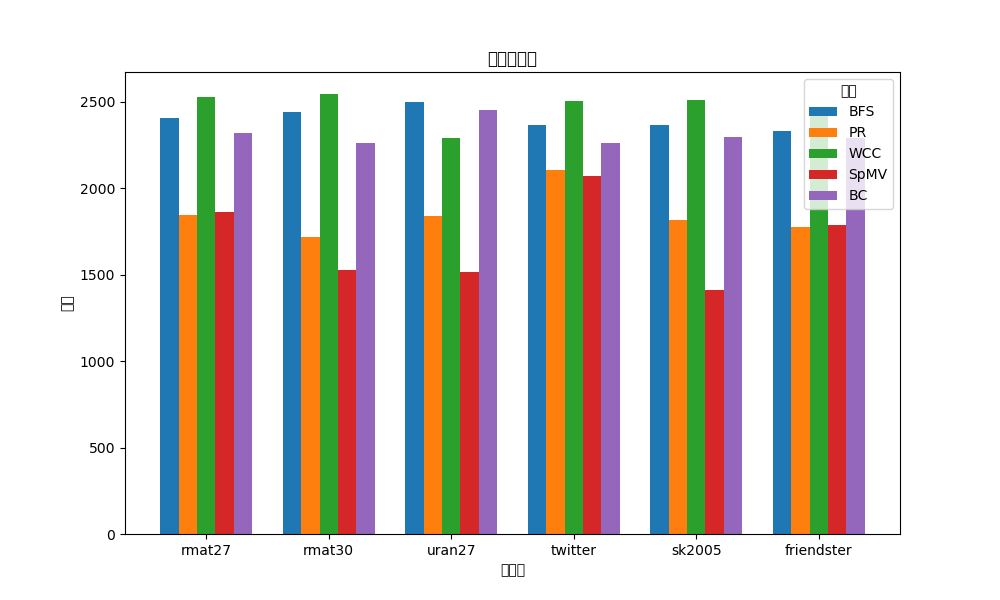 BFS
PR
WCC
SpMV
BC
2500
2000
1500
1000
500
0
rmat27
rmat30
uran27
twitter
sk2005
friendster